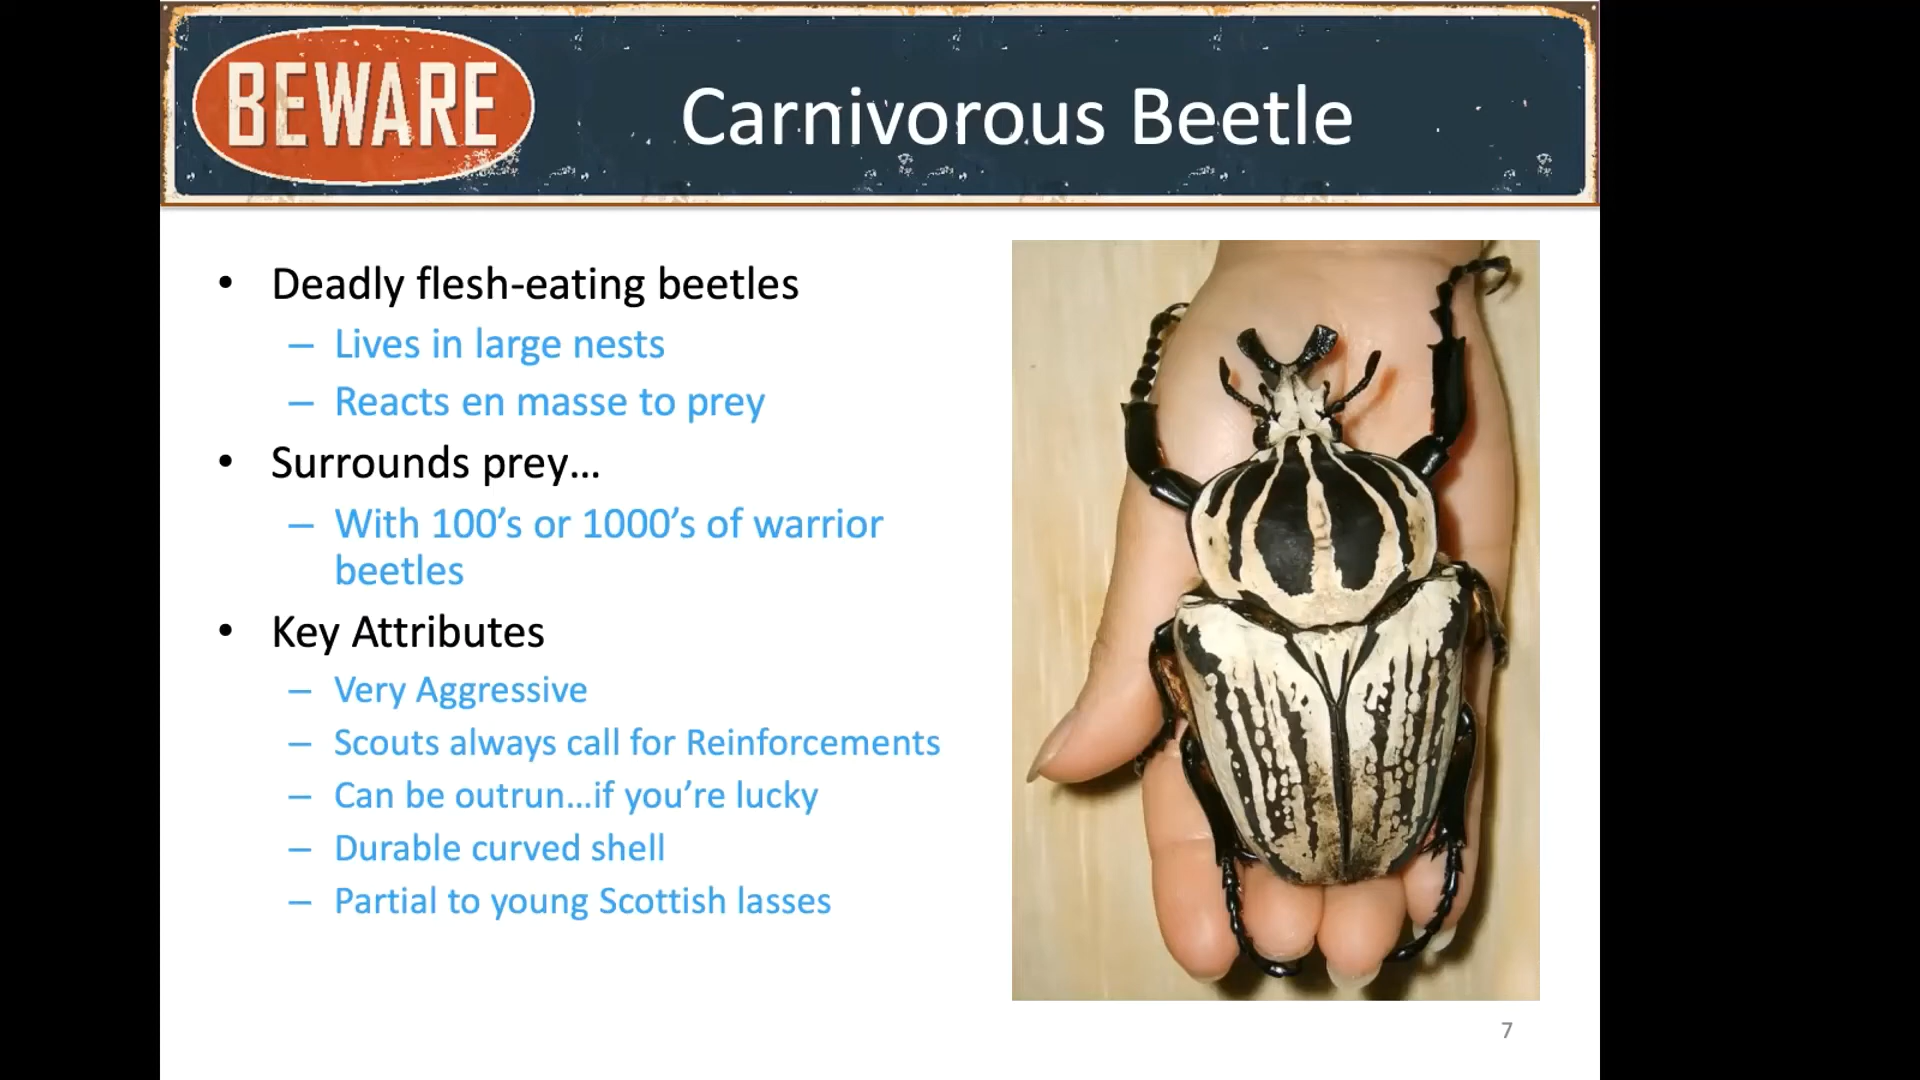 BEWARE
Carnivorous Beetle
• Deadly flesh-eating beetles
– Lives in large nests
– Reacts en masse to prey
• Surrounds prey…
– With 100’s or 1000’s of warrior
beetles
• Key Attributes
– Very Aggressive
– Scouts always call for Reinforcements
– Can be outrun…if you’re lucky
– Durable curved shell
– Partial to young Scottish lasses
7